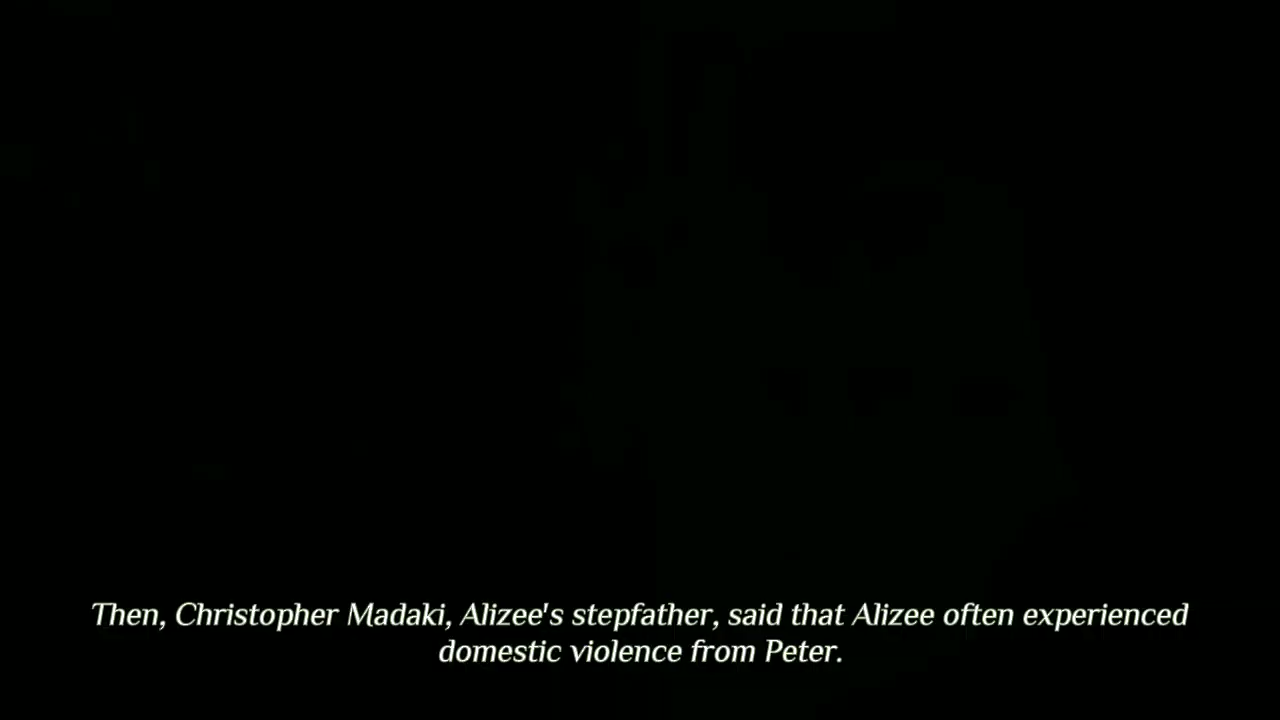 Then, Christopher Madaki, Alizee's stepfather, said that Alizee often experienced
domestic violence from Peter.